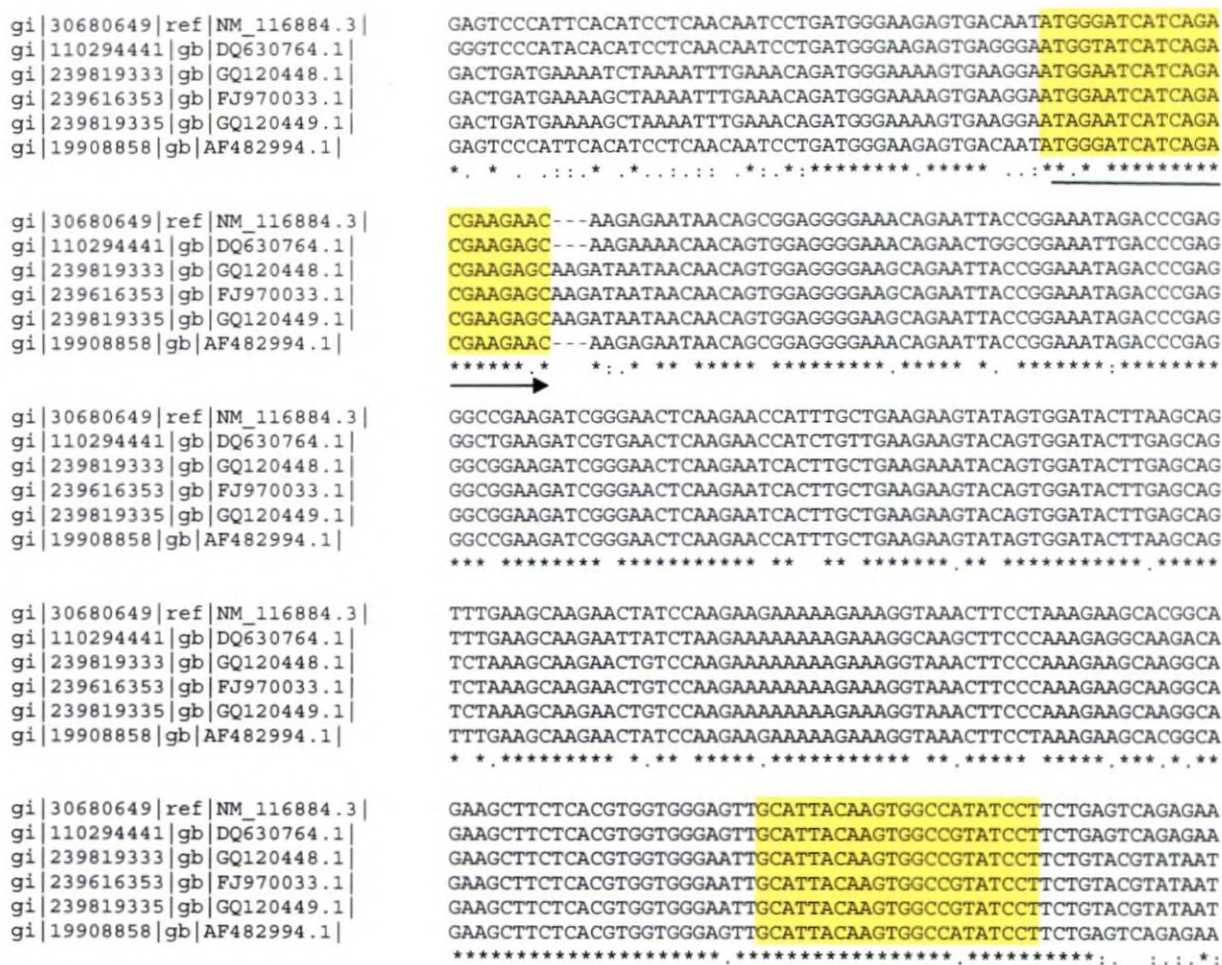 gi|30680649|ref|NM_116884.3| GAGTCCCATTCACATCCTCAACAATCCTGATGGGAAGAGTGACAATATGGGATCATCAGA
gi|110294441|gb|DQ630764.1| GGGTCCCATACACATCCTCAACAATCCTGATGGGAAGAGTGAGGGAATGGTATCATCAGA
gi|239819333|gb|GQ120448.1| GACTGATGAAAATCTAAAATTTGAAACAGATGGGAAAAGTGAAGGAATGGAATCATCAGA
gi|239616353|gb|FJ970033.1| GACTGATGAAAAGCTAAAATTTGAAACAGATGGGAAAAGTGAAGGAATGGAATCATCAGA
gi|239819335|gb|GQ120449.1| GACTGATGAAAAGCTAAAATTTGAAACAGATGGGAAAAGTGAAGGAATAGAATCATCAGA
gi|19908858|gb|AF482994.1| GAGTCCCATTCACATCCTCAACAATCCTGATGGGAAGAGTGACAATATGGGATCATCAGA
*. * .::.* .* .:.:.:: .*:.*:******** *****. ..:**.* *********
gi|30680649|ref|NM_116884.3| CGAAGAAC---AAGAGAATAACAGCGGAGGGGAAACAGAATTACCGGAAATAGACCCGAG
gi|110294441|gb|DQ630764.1| CGAAGAGC---AAGAAAACAACAGTGGAGGGGAAACAGAACTGGCGGAAATTGACCCGAG
gi|239819333|gb|GQ120448.1| CGAAGAGCAAGATAATAACAACAGTGGAGGGGAAGCAGAATTACCGGAAATAGACCCGAG
gi|239616353|gb|FJ970033.1| CGAAGAGCAAGATAATAACAACAGTGGAGGGGAAGCAGAATTACCGGAAATAGACCCGAG
gi|239819335|gb|GQ120449.1| CGAAGAGCAAGATAATAACAACAGTGGAGGGGAAGCAGAATTACCGGAAATAGACCCGAG
gi|19908858|gb|AF482994.1| CGAAGAAC---AAGAGAATAACAGCGGAGGGGAAACAGAATTACCGGAAATAGACCCGAG
******.* *:.* ** ***** *********.***** *. *******:********
gi|30680649|ref|NM_116884.3| GGCCGAAGATCGGGAACTCAAGAACCATTTGCTGAAGAAGTATAGTGGATACTTAAGCAG
gi|110294441|gb|DQ630764.1| GGCTGAAGATCGTGAACTCAAGAACCATCTGTTGAAGAAGTACAGTGGATACTTGAGCAG
gi|239819333|gb|GQ120448.1| GGCGGAAGATCGGGAACTCAAGAATCACTTGCTGAAGAAATACAGTGGATACTTGAGCAG
gi|239616353|gb|FJ970033.1| GGCGGAAGATCGGGAACTCAAGAATCACTTGCTGAAGAAGTACAGTGGATACTTGAGCAG
gi|239819335|gb|GQ120449.1| GGCGGAAGATCGGGAACTCAAGAATCACTTGCTGAAGAAGTACAGTGGATACTTGAGCAG
gi|19908858|gb|AF482994.1| GGCCGAAGATCGGGAACTCAAGAACCATTTGCTGAAGAAGTATAGTGGATACTTAAGCAG
*** ******** *********** ** ** *******.** ***********.*****
gi|30680649|ref|NM_116884.3| TTTGAAGCAAGAACTATCCAAGAAGAAAAAGAAAGGTAAACTTCCTAAAGAAGCACGGCA
gi|110294441|gb|DQ630764.1| TTTGAAGCAAGAATTATCTAAGAAAAAAAAGAAAGGCAAGCTTCCCAAAGAGGCAAGACA
gi|239819333|gb|GQ120448.1| TCTAAAGCAAGAACTGTCCAAGAAAAAAAAGAAAGGTAAACTTCCCAAAGAAGCAAGGCA
gi|239616353|gb|FJ970033.1| TCTAAAGCAAGAACTGTCCAAGAAAAAAAAGAAAGGTAAACTTCCCAAAGAAGCAAGGCA
gi|239819335|gb|GQ120449.1| TCTAAAGCAAGAACTGTCCAAGAAAAAAAAGAAAGGTAAACTTCCCAAAGAAGCAAGGCA
gi|19908858|gb|AF482994.1| TTTGAAGCAAGAACTATCCAAGAAGAAAAAGAAAGGTAAACTTCCTAAAGAAGCACGGCA
* *.********* *.** *****.*********** **.***** *****.***.*.**
gi|30680649|ref|NM_116884.3| GAAGCTTCTCACGTGGTGGGAGTTGCATTACAAGTGGCCATATCCTTCTGAGTCAGAGAA
gi|110294441|gb|DQ630764.1| GAAGCTTCTCACGTGGTGGGAGTTGCATTACAAGTGGCCGTATCCTTCTGAGTCAGAGAA
gi|239819333|gb|GQ120448.1| GAAGCTTCTCACGTGGTGGGAATTGCATTACAAGTGGCCGTATCCTTCTGTACGTATAAT
gi|239616353|gb|FJ970033.1| GAAGCTTCTCACGTGGTGGGAATTGCATTACAAGTGGCCGTATCCTTCTGTACGTATAAT
gi|239819335|gb|GQ120449.1| GAAGCTTCTCACGTGGTGGGAATTGCATTACAAGTGGCCGTATCCTTCTGTACGTATAAT
gi|19908858|gb|AF482994.1| GAAGCTTCTCACGTGGTGGGAGTTGCATTACAAGTGGCCATATCCTTCTGAGTCAGAGAA
*********************.*****************.**********:. :.:.*: